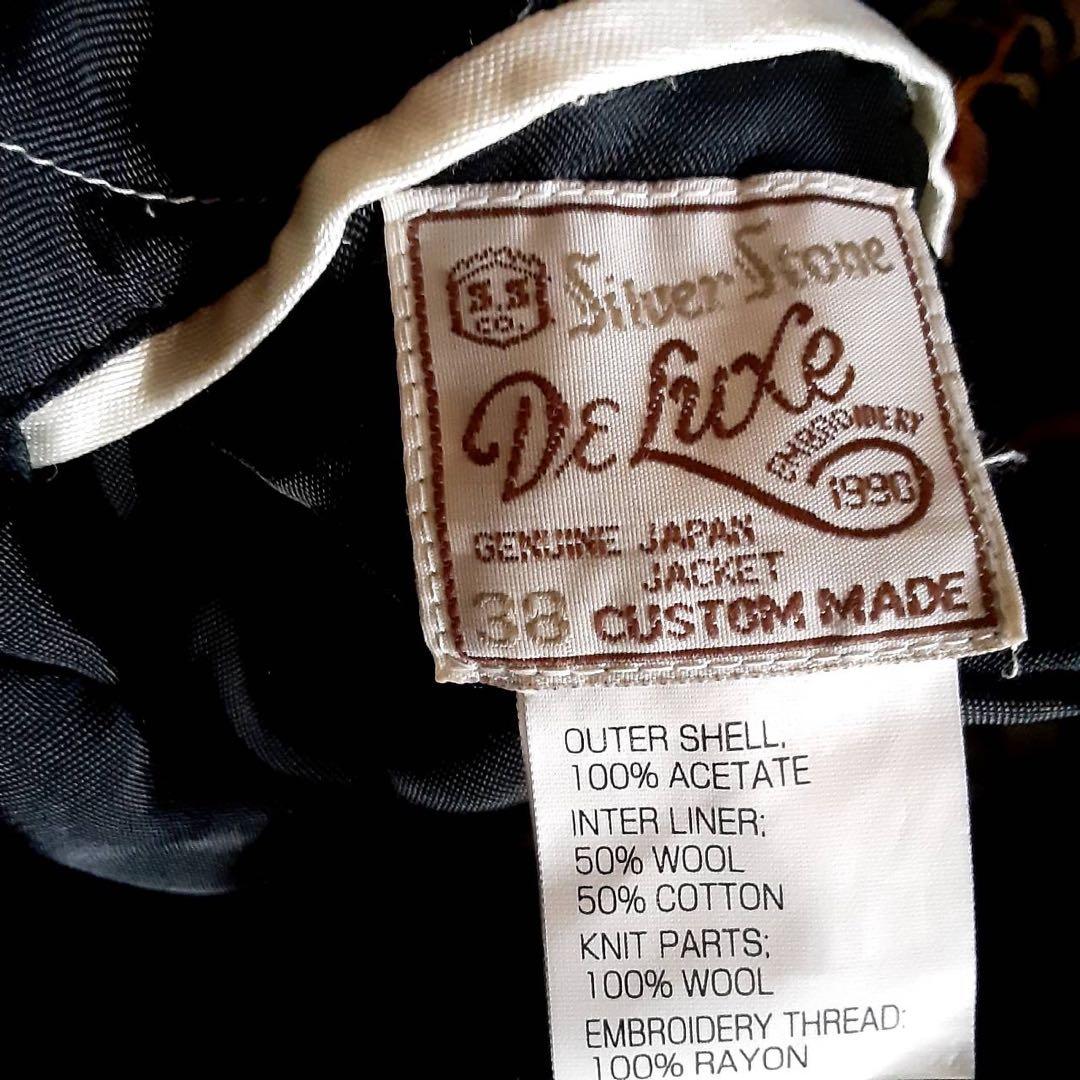 S.S
CO.
Silver Stone
DeLuxe
EMBROIDERY
1990
GENUINE JAPAN
JACKET
38 CUSTOM MADE
OUTER SHELL.
100% ACETATE
INTER LINER;
50% WOOL
50% COTTON
KNIT PARTS;
100% WOOL
EMBROIDERY THREAD:
100% RAYON